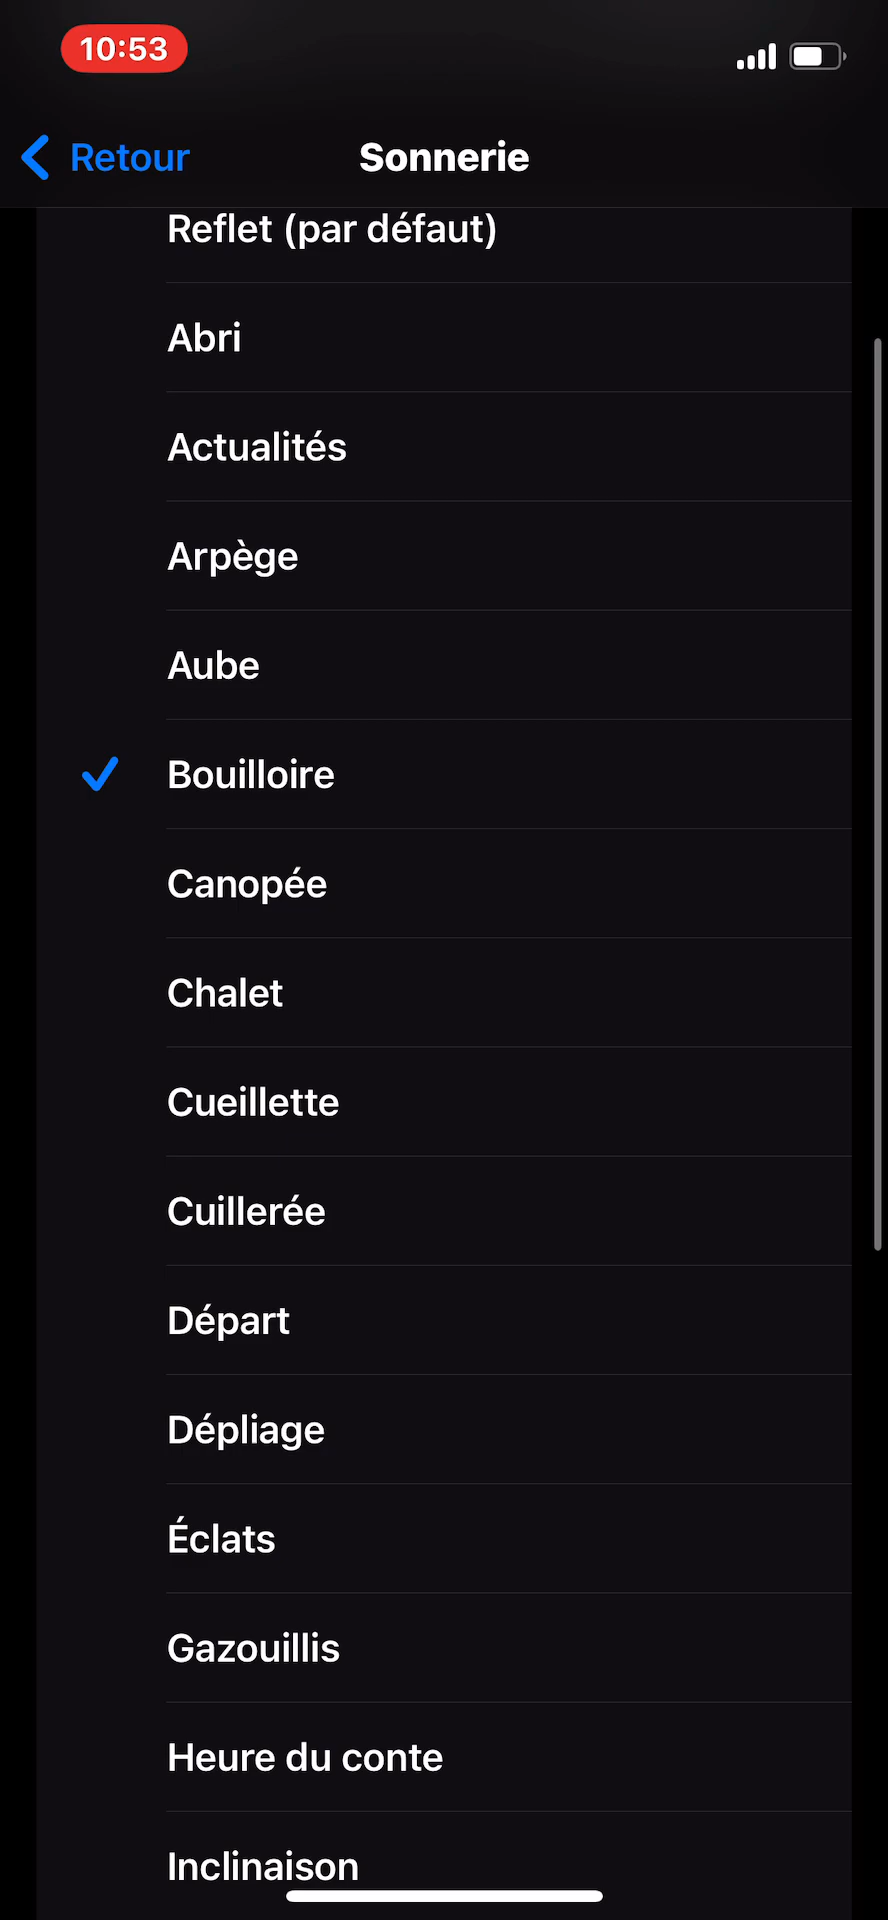 10:53
Retour
Sonnerie
Reflet (par défaut)
Abri
Actualités
Arpège
Aube
Bouilloire
Canopée
Chalet
Cueillette
Cuillerée
Départ
Dépliage
Éclats
Gazouillis
Heure du conte
Inclinaison